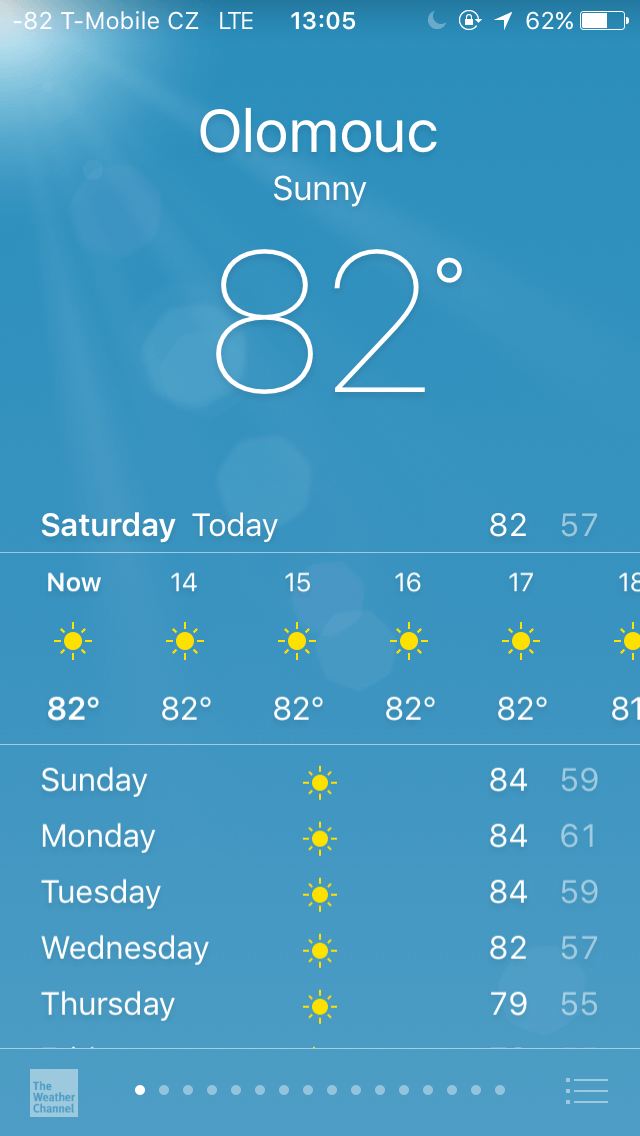 -82 T-Mobile CZ LTE 13:05 62%
Olomouc
Sunny
82°
Saturday Today 82 57
Now 14 15 16 17 18
82° 82° 82° 82° 82° 81
Sunday 84 59
Monday 84 61
Tuesday 84 59
Wednesday 82 57
Thursday 79 55
The
Weather
Channel